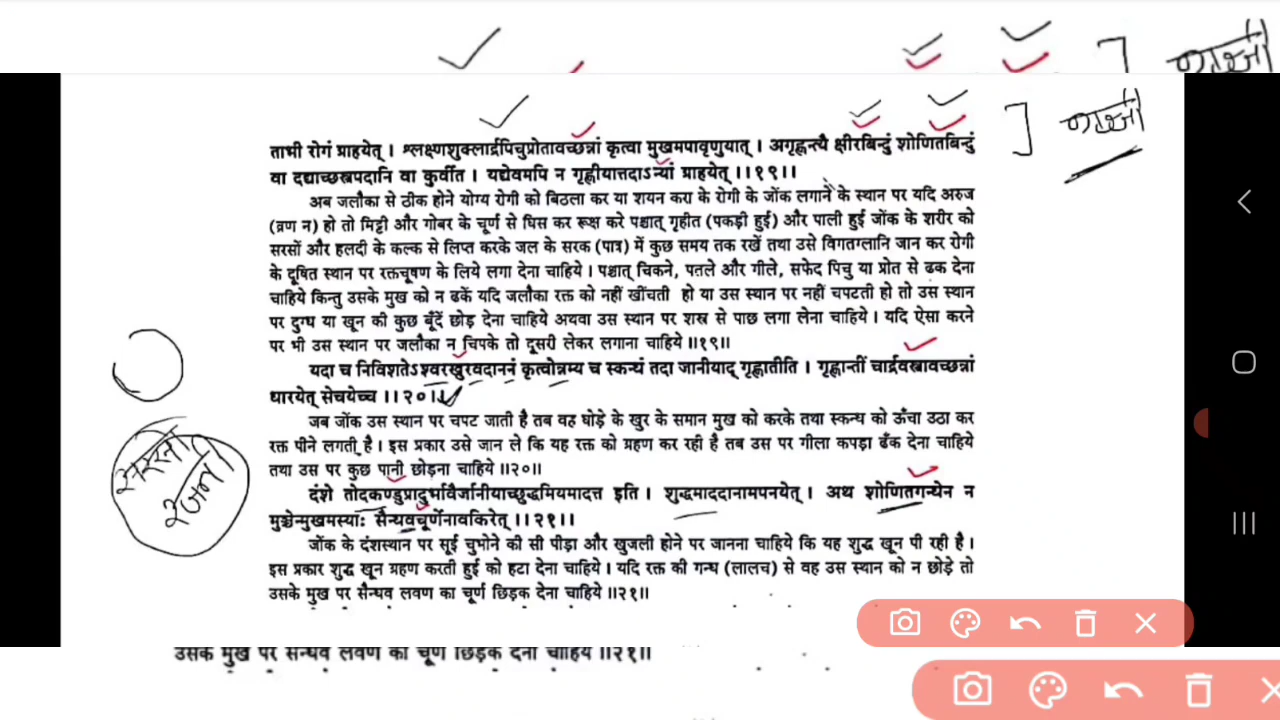 ताभी रोगं ग्राहयेत् । श्लक्ष्णशुक्लार्द्रपिचुप्रोतावच्छन्नां कृत्वा मुखमपावृणुयात् । अगृह्णन्त्यै क्षीरबिन्दुं शोणितबिन्दुं
वा दद्याच्छस्त्रपदानि वा कुर्वीत । यद्येवमपि न गृह्णीयात्तदाऽन्यां ग्राहयेत् ।।१९।।
अब जलौका से ठीक होने योग्य रोगी को बिठला कर या शयन करा के रोगी के जोंक लगाने के स्थान पर यदि अरुज
(व्रण न) हो तो मिट्टी और गोबर के चूर्ण से घिस कर रूक्ष करे पश्चात् गृहीत (पकड़ी हुई) और पाली हुई जोंक के शरीर को
सरसों और हलदी के कल्क से लिप्त करके जल के सरक (पात्र) में कुछ समय तक रखें तथा उसे विगतग्लानि जान कर रोगी
के दूषित स्थान पर रक्तचूषण के लिये लगा देना चाहिये । पश्चात् चिकने, पतले और गीले, सफेद पिचु या प्रोत से ढक देना
चाहिये किन्तु उसके मुख को न ढकें यदि जलौका रक्त को नहीं खींचती हो या उस स्थान पर नहीं चपटती हो तो उस स्थान
पर दुग्ध या खून की कुछ बूँदें छोड़ देना चाहिये अथवा उस स्थान पर शस्त्र से पाछ लगा लेना चाहिये । यदि ऐसा करने
पर भी उस स्थान पर जलौका न चिपके तो दूसरी लेकर लगाना चाहिये ॥१९॥
यदा च निविशतेऽश्वरखुरवदाननं कृत्वोन्नम्य च स्कन्धं तदा जानीयाद् गृह्णातीति । गृह्णान्तीं चार्द्रवस्त्रावच्छन्नां
धारयेत् सेचयेच्च ।।२०।।
जब जोंक उस स्थान पर चपट जाती है तब वह घोड़े के खुर के समान मुख को करके तथा स्कन्ध को ऊँचा उठा कर
रक्त पीने लगती है । इस प्रकार उसे जान ले कि यह रक्त को ग्रहण कर रही है तब उस पर गीला कपड़ा ढँक देना चाहिये
तथा उस पर कुछ पानी छोड़ना चाहिये ॥२०॥
दंशे तोदकण्डुप्रादुर्भावैर्जानीयाच्छुद्धमियमादत्त इति । शुद्धमाददानामपनयेत् । अथ शोणितगन्धेन न
मुञ्चेन्मुखमस्याः सैन्धवचूर्णेनावकिरेत् ।।२१।।
जोंक के दंशस्थान पर सूई चुभोने की सी पीड़ा और खुजली होने पर जानना चाहिये कि यह शुद्ध खून पी रही है ।
इस प्रकार शुद्ध खून ग्रहण करती हुई को हटा देना चाहिये । यदि रक्त की गन्ध (लालच) से वह उस स्थान को न छोड़े तो
उसके मुख पर सैन्धव लवण का चूर्ण छिड़क देना चाहिये ॥२१॥
उसके मुख पर सैन्धव लवण का चूर्ण छिड़क देना चाहिये ॥२१॥